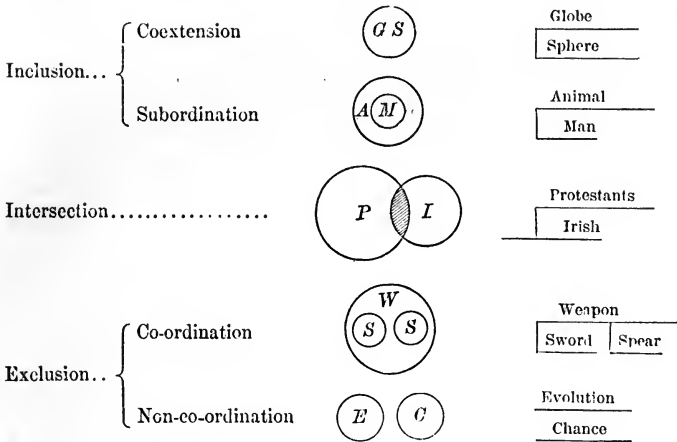 Coextension G S Globe
Sphere
Inclusion...
Subordination A M Animal
Man
Intersection.................. P I Protestants
Irish
W Weapon
Co-ordination S S Sword Spear
Exclusion..
Non-co-ordination E C Evolution
Chance